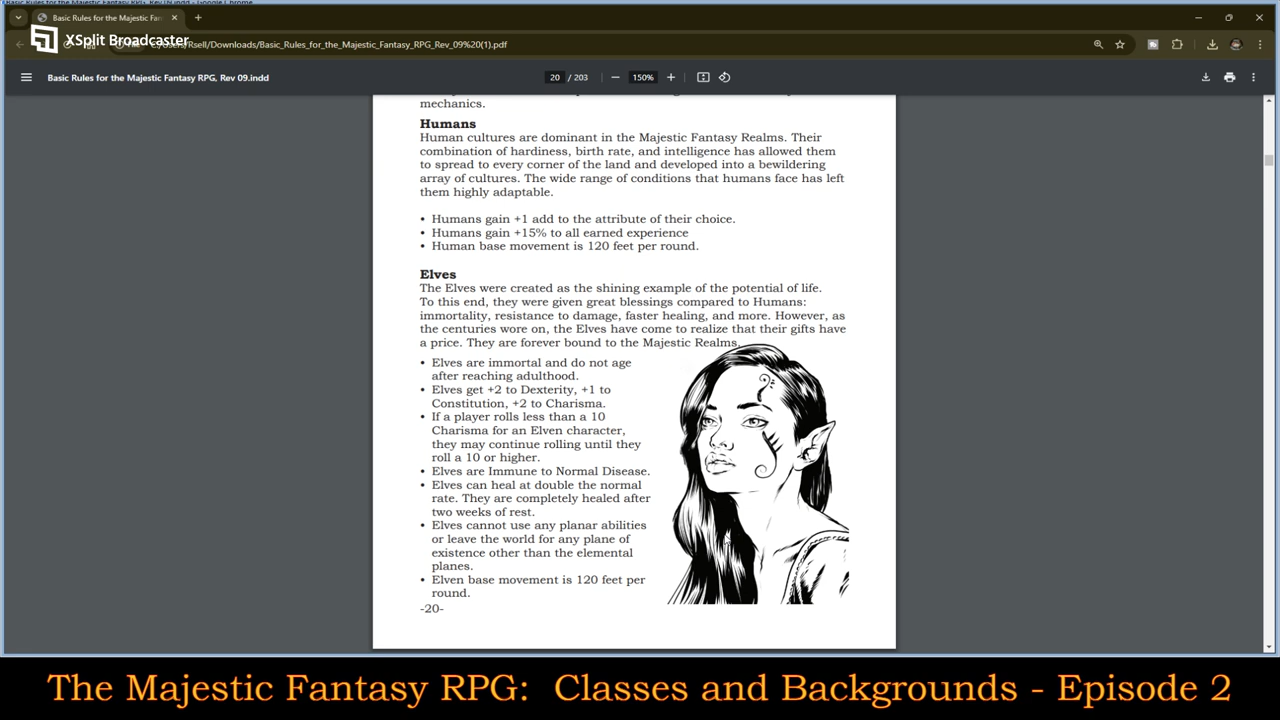 Basic Rules for the Majestic Fan
XSplit Broadcaster
C:/Users/Rsell/Downloads/Basic_Rules_for_the_Majestic_Fantasy_RPG_Rev_09%20(1).pdf
Basic Rules for the Majestic Fantasy RPG, Rev 09.indd
20 / 203
150%
mechanics.
Humans
Human cultures are dominant in the Majestic Fantasy Realms. Their
combination of hardiness, birth rate, and intelligence has allowed them
to spread to every corner of the land and developed into a bewildering
array of cultures. The wide range of conditions that humans face has left
them highly adaptable.
• Humans gain +1 add to the attribute of their choice.
• Humans gain +15% to all earned experience
• Human base movement is 120 feet per round.
Elves
The Elves were created as the shining example of the potential of life.
To this end, they were given great blessings compared to Humans:
immortality, resistance to damage, faster healing, and more. However, as
the centuries wore on, the Elves have come to realize that their gifts have
a price. They are forever bound to the Majestic Realms.
• Elves are immortal and do not age
after reaching adulthood.
• Elves get +2 to Dexterity, +1 to
Constitution, +2 to Charisma.
• If a player rolls less than a 10
Charisma for an Elven character,
they may continue rolling until they
roll a 10 or higher.
• Elves are Immune to Normal Disease.
• Elves can heal at double the normal
rate. They are completely healed after
two weeks of rest.
• Elves cannot use any planar abilities
or leave the world for any plane of
existence other than the elemental
planes.
• Elven base movement is 120 feet per
round.
-20-
The Majestic Fantasy RPG: Classes and Backgrounds - Episode 2